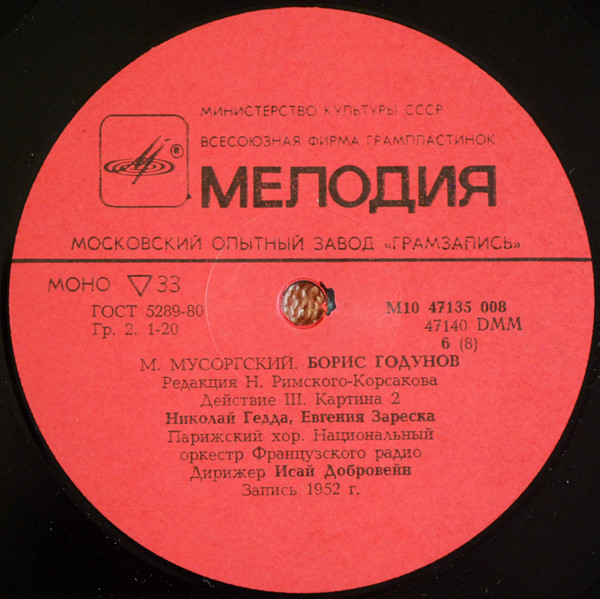 МИНИСТЕРСТВО КУЛЬТУРЫ СССР
ВСЕСОЮЗНАЯ ФИРМА ГРАМПЛАСТИНОК
®
МЕЛОДИЯ
МОСКОВСКИЙ ОПЫТНЫЙ ЗАВОД «ГРАМЗАПИСЬ»
МОНО ▽ 33
ГОСТ 5289-80
Гр. 2. 1-20
М10 47135 008
47140 DMM
6 (8)
М. МУСОРГСКИЙ. БОРИС ГОДУНОВ
Редакция Н. Римского-Корсакова
Действие III. Картина 2
Николай Гедда, Евгения Зареска
Парижский хор. Национальный
оркестр Французского радио
Дирижер Исай Добровейн
Запись 1952 г.